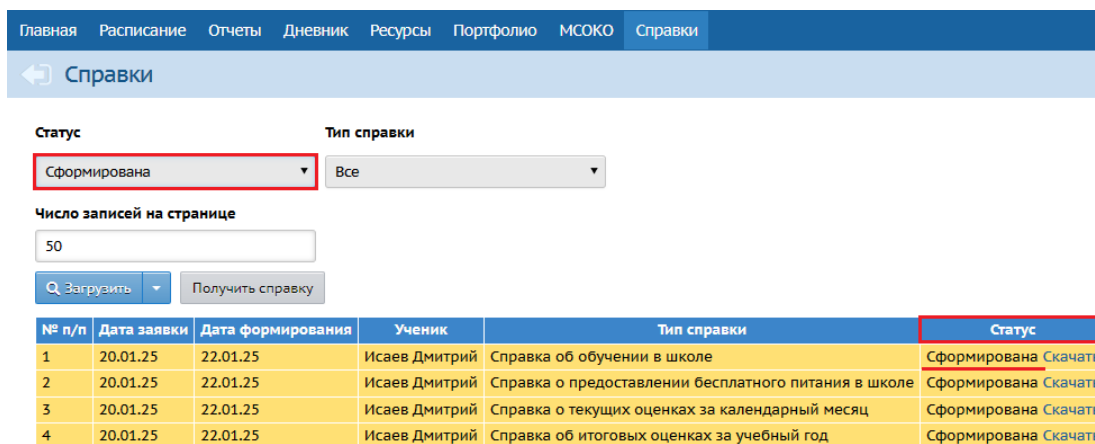 Главная Расписание Отчеты Дневник Ресурсы Портфолио МСОКО Справки
Справки
Статус Тип справки
Сформирована Все
Число записей на странице
50
Загрузить Получить справку
№ п/п Дата заявки Дата формирования Ученик Тип справки Статус
1 20.01.25 22.01.25 Исаев Дмитрий Справка об обучении в школе Сформирована Скачать
2 20.01.25 22.01.25 Исаев Дмитрий Справка о предоставлении бесплатного питания в школе Сформирована Скачать
3 20.01.25 22.01.25 Исаев Дмитрий Справка о текущих оценках за календарный месяц Сформирована Скачать
4 20.01.25 22.01.25 Исаев Дмитрий Справка об итоговых оценках за учебный год Сформирована Скачать